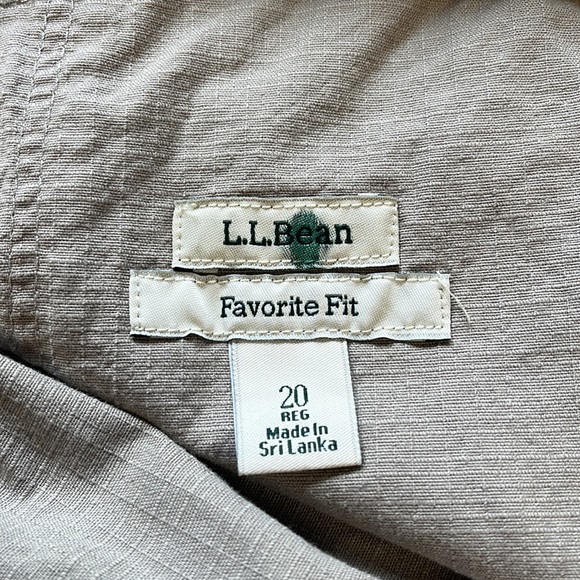 L.L.Bean
Favorite Fit
20
REG
Made In
Sri Lanka